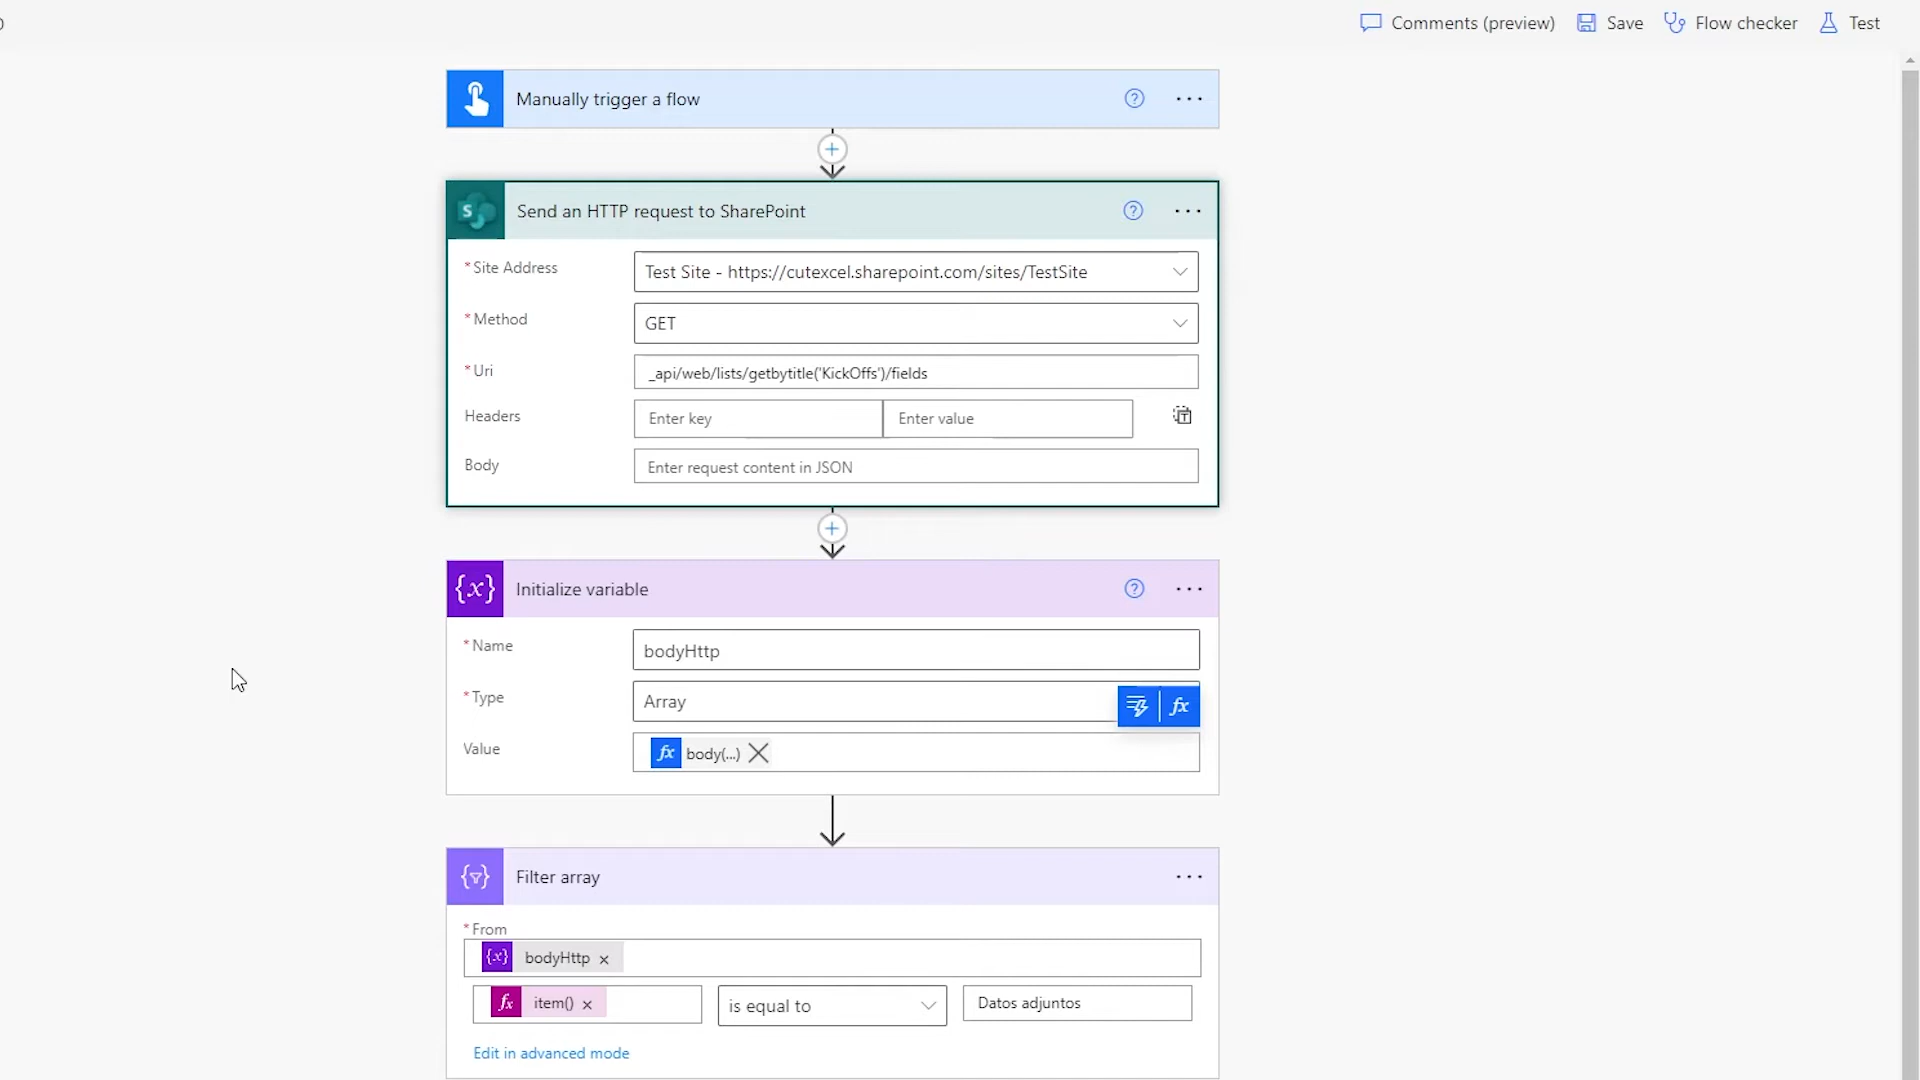 Comments (preview) Save Flow checker Test
Manually trigger a flow
Send an HTTP request to SharePoint
* Site Address Test Site - https://cutexcel.sharepoint.com/sites/TestSite
* Method GET
* Uri _api/web/lists/getbytitle('KickOffs')/fields
Headers Enter key Enter value
Body Enter request content in JSON
{x} Initialize variable
* Name bodyHttp
* Type Array
fx
Value fx body(...)
Filter array
* From
{x} bodyHttp
fx item() is equal to Datos adjuntos
Edit in advanced mode